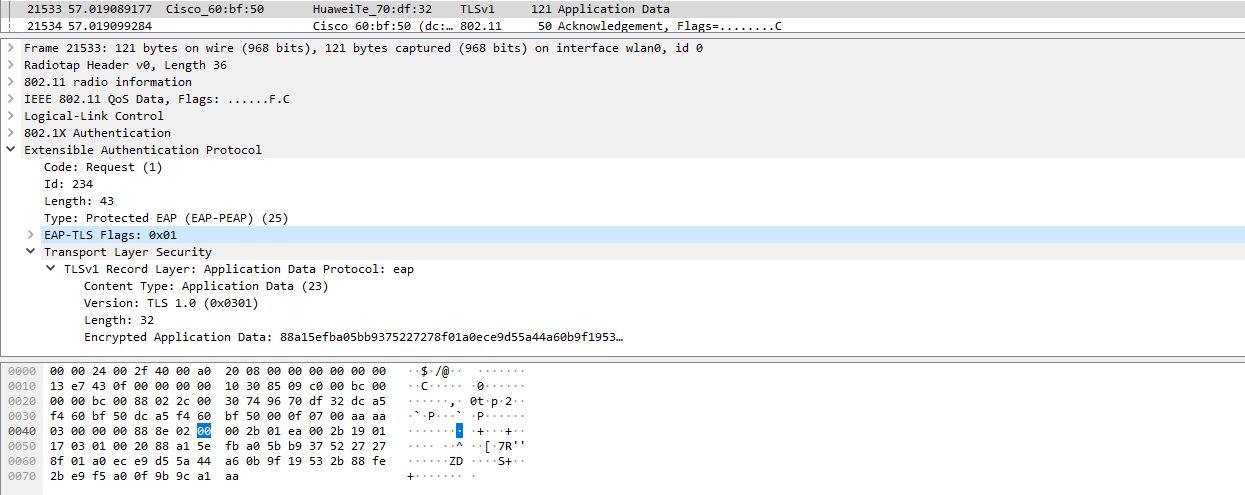 21533 57.019089177 Cisco_60:bf:50 HuaweiTe_70:df:32 TLSv1 121 Application Data
21534 57.019099284 Cisco 60:bf:50 (dc:… 802.11 50 Acknowledgement, Flags=........C
Frame 21533: 121 bytes on wire (968 bits), 121 bytes captured (968 bits) on interface wlan0, id 0
Radiotap Header v0, Length 36
802.11 radio information
IEEE 802.11 QoS Data, Flags: ......F.C
Logical-Link Control
802.1X Authentication
Extensible Authentication Protocol
Code: Request (1)
Id: 234
Length: 43
Type: Protected EAP (EAP-PEAP) (25)
EAP-TLS Flags: 0x01
Transport Layer Security
TLSv1 Record Layer: Application Data Protocol: eap
Content Type: Application Data (23)
Version: TLS 1.0 (0x0301)
Length: 32
Encrypted Application Data: 88a15efba05bb9375227278f01a0ece9d55a44a60b9f1953…
0000 00 00 24 00 2f 40 00 a0 20 08 00 00 00 00 00 00 ··$·/@·· ·······
0010 13 e7 43 0f 00 00 00 00 10 30 85 09 c0 00 bc 00 ··C····· ·0······
0020 00 00 bc 00 88 02 2c 00 30 74 96 70 df 32 dc a5 ······,· 0t·p·2··
0030 f4 60 bf 50 dc a5 f4 60 bf 50 00 0f 07 00 aa aa ·`·P···` ·P······
0040 03 00 00 00 88 8e 02 00 00 2b 01 ea 00 2b 19 01 ········ ·+···+··
0050 17 03 01 00 20 88 a1 5e fb a0 5b b9 37 52 27 27 ···· ··^ ··[·7R''
0060 8f 01 a0 ec e9 d5 5a 44 a6 0b 9f 19 53 2b 88 fe ······ZD ····S+··
0070 2b e9 f5 a0 0f 9b 9c a1 aa +······· ·